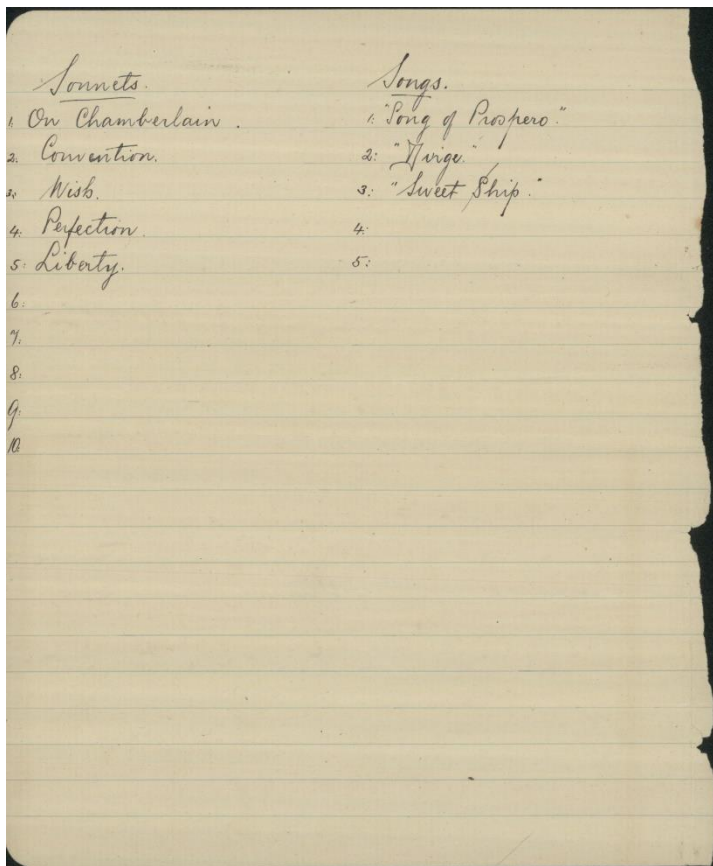 Sonnets. Songs.
1: On Chamberlain. 1: "Song of Prospero."
2: Convention. 2: "Dirge."
3: Wish. 3: "Sweet Ship."
4: Perfection. 4:
5: Liberty. 5:
6:
7:
8:
9:
10.